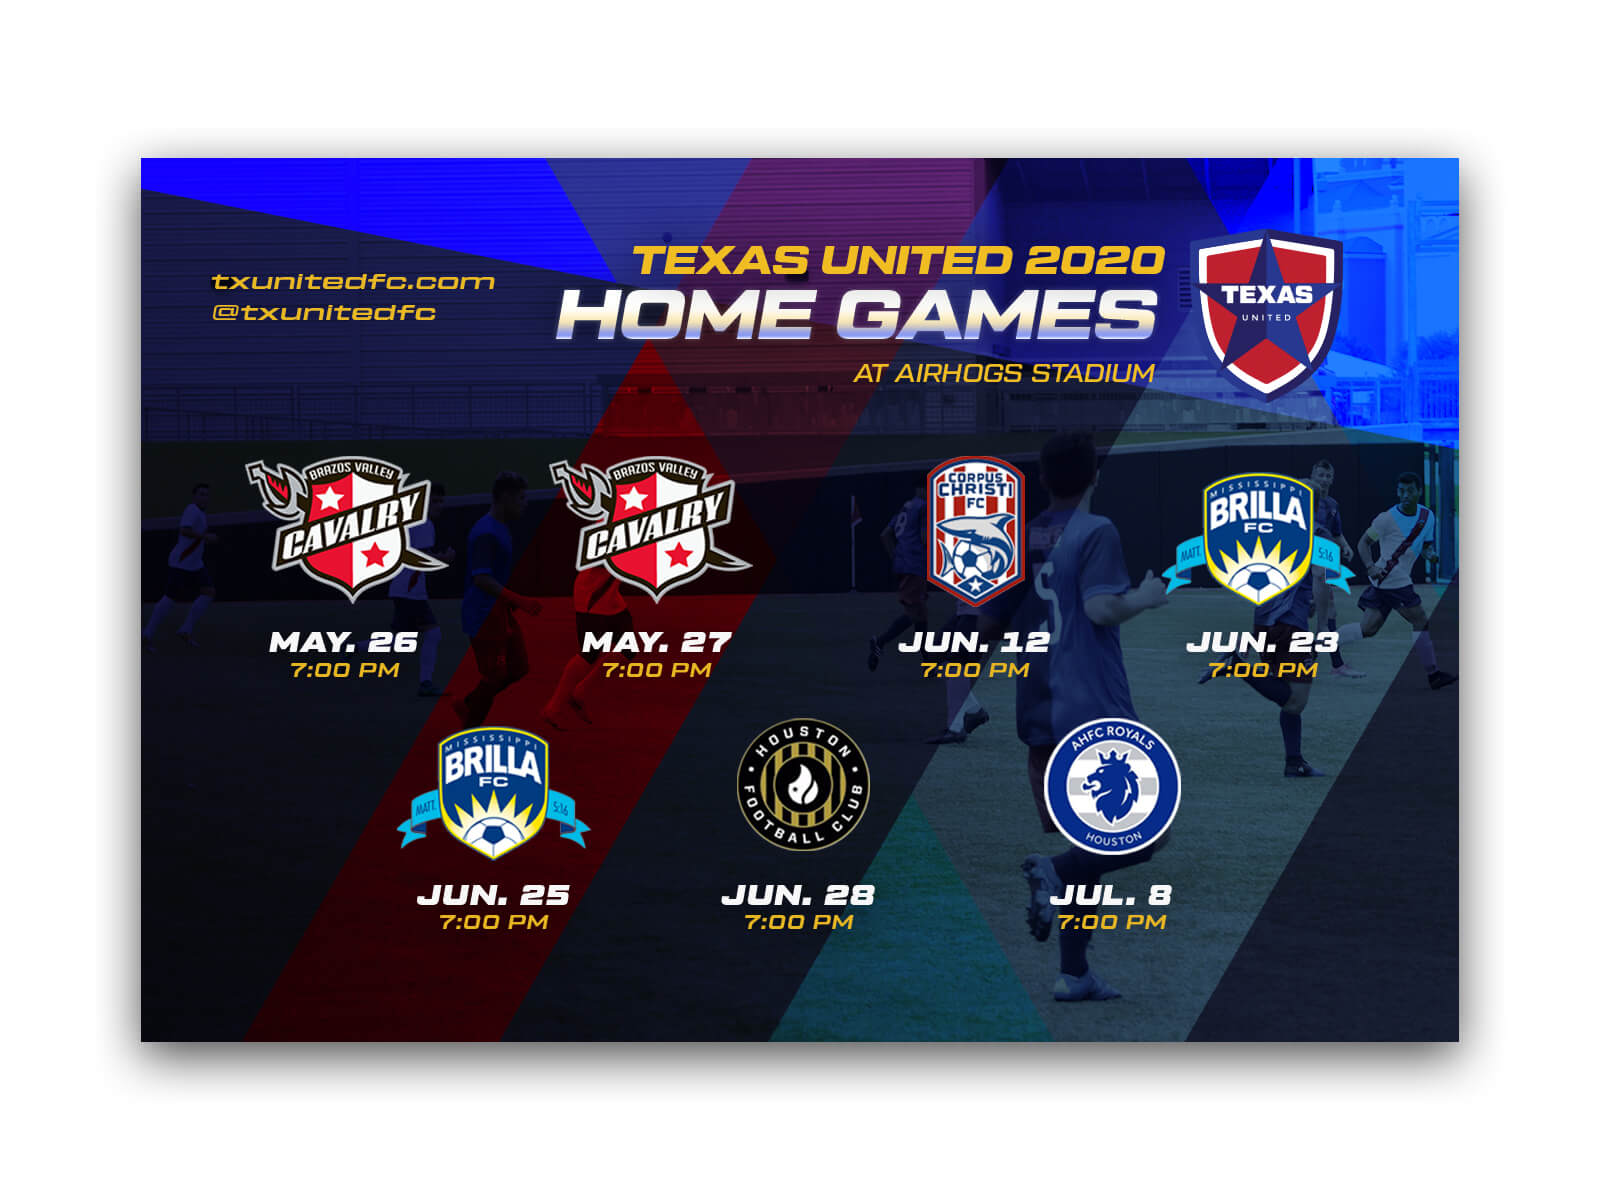 txunitedfc.com
@txunitedfc
TEXAS UNITED 2020
HOME GAMES
AT AIRHOGS STADIUM
TEXAS
UNITED
BRAZOS VALLEY
CAVALRY
MAY. 26
7:00 PM
BRAZOS VALLEY
CAVALRY
MAY. 27
7:00 PM
CORPUS
CHRISTI
FC
JUN. 12
7:00 PM
MISSISSIPPI
BRILLA
FC
MATT. 5:16
JUN. 23
7:00 PM
MISSISSIPPI
BRILLA
FC
MATT. 5:16
JUN. 25
7:00 PM
HOUSTON
FOOTBALL CLUB
JUN. 28
7:00 PM
AHFC ROYALS
HOUSTON
JUL. 8
7:00 PM